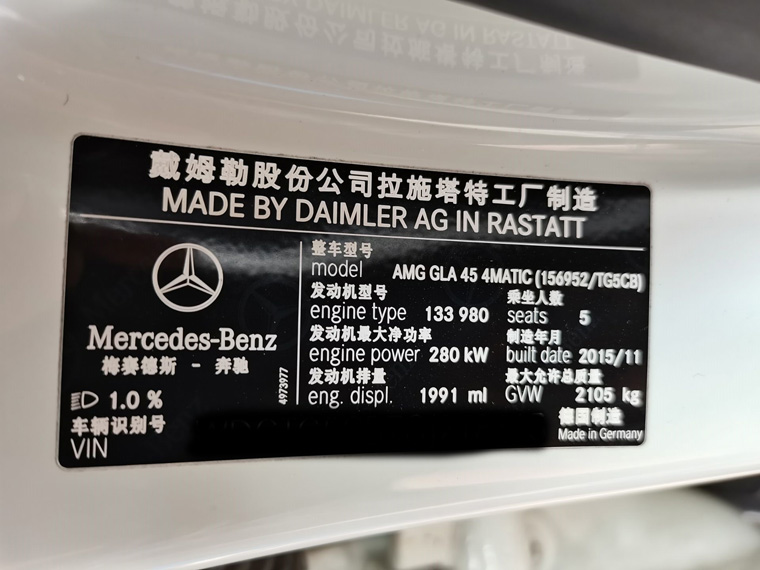 戴姆勒股份公司拉施塔特工厂制造
MADE BY DAIMLER AG IN RASTATT
整车型号
model AMG GLA 45 4MATIC (156952/TG5CB)
发动机型号 乘坐人数
engine type 133 980 seats 5
发动机最大净功率 制造年月
engine power 280 kW built date 2015/11
发动机排量 最大允许总质量
eng. displ. 1991 ml GVW 2105 kg
德国制造
Made in Germany
Mercedes-Benz
梅赛德斯 - 奔驰
4973977
1.0 %
车辆识别号
VIN